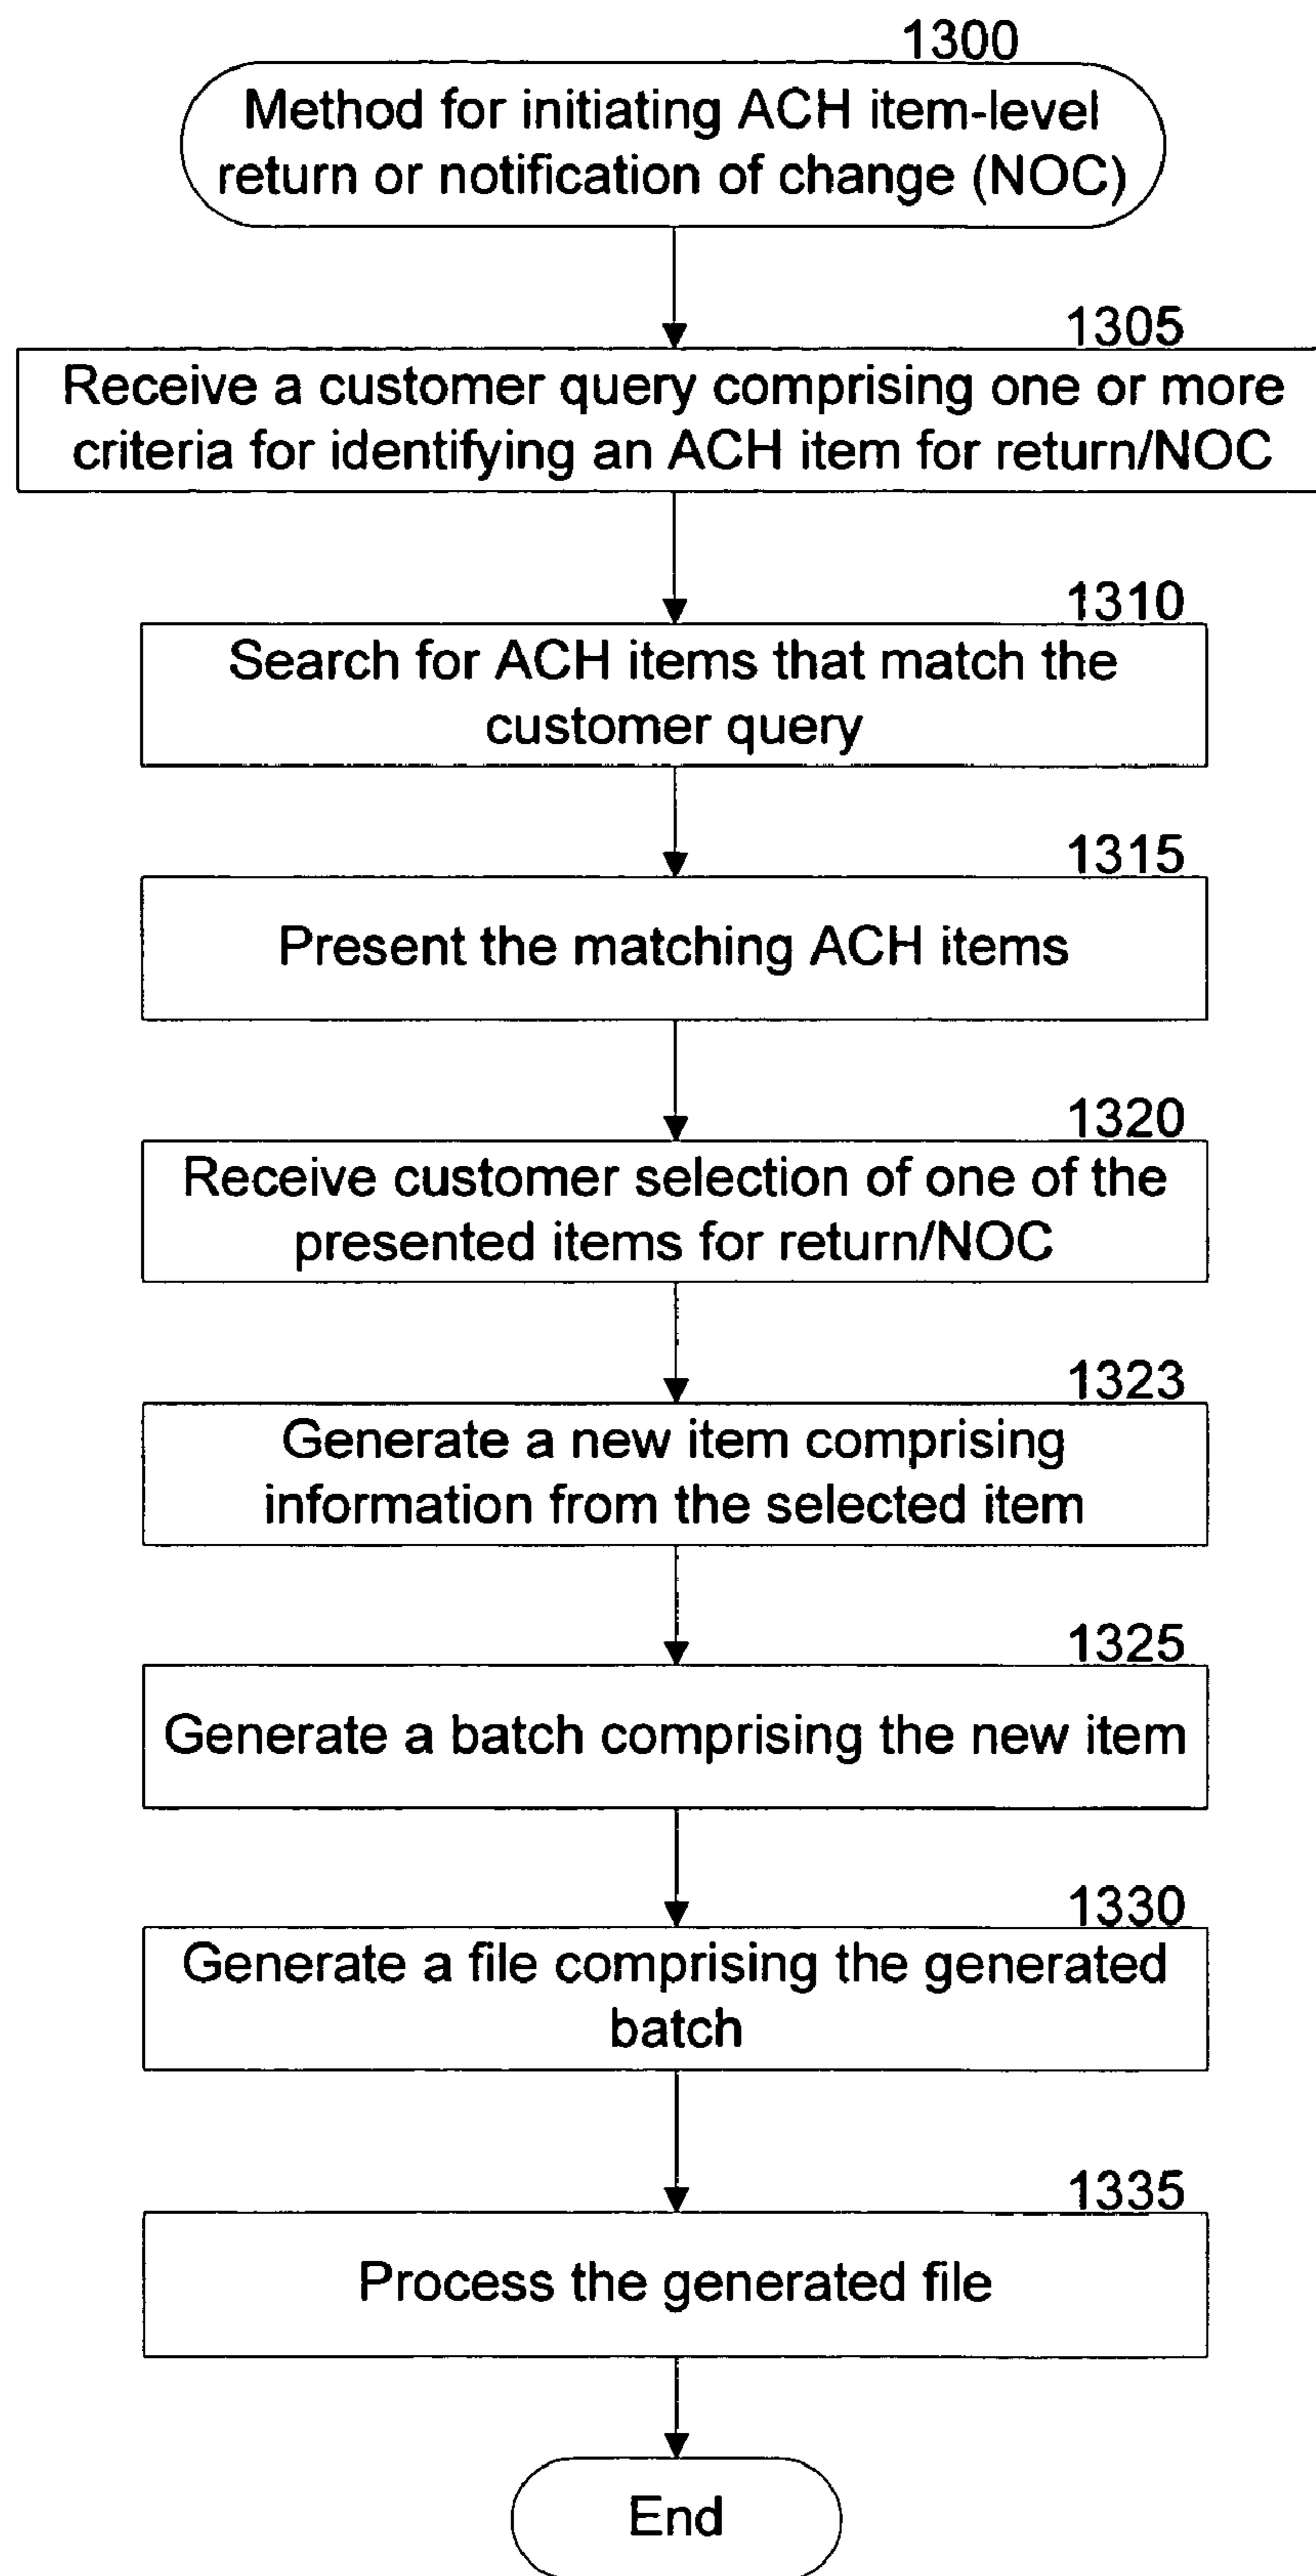 1300
Method for initiating ACH item-level
return or notification of change (NOC)
1305
Receive a customer query comprising one or more
criteria for identifying an ACH item for return/NOC
1310
Search for ACH items that match the
customer query
1315
Present the matching ACH items
1320
Receive customer selection of one of the
presented items for return/NOC
1323
Generate a new item comprising
information from the selected item
1325
Generate a batch comprising the new item
1330
Generate a file comprising the generated
batch
1335
Process the generated file
End